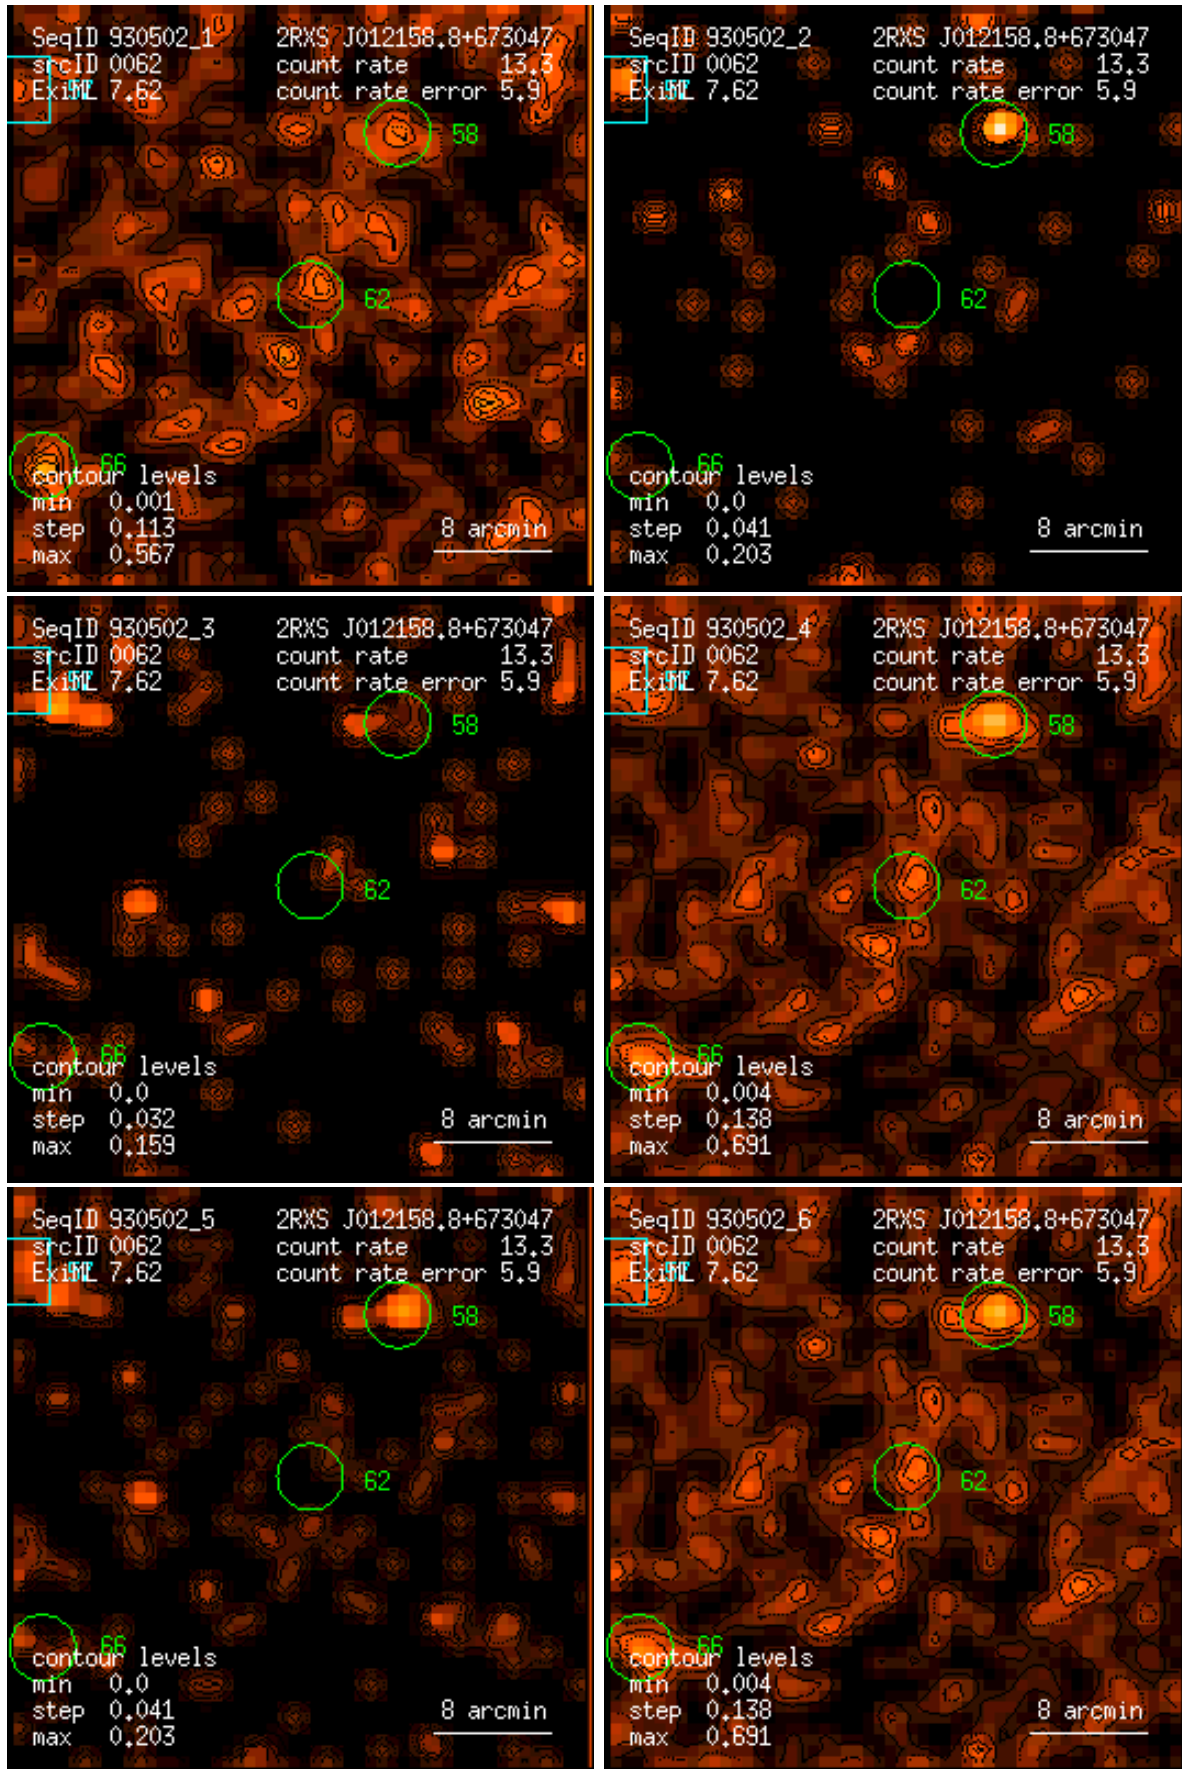 SeqID 930502_1 2RXS J012158.8+673047
srcID 0062 count rate 13.3
7.62 count rate error 5.9
58
62
66
contour levels
min 0.001
step 0.113 8 arcmin
max 0.567
SeqID 930502_2 2RXS J012158.8+673047
srcID 0062 count rate 13.3
7.62 count rate error 5.9
58
62
66
contour levels
min 0.0
step 0.041 8 arcmin
max 0.203
SeqID 930502_3 2RXS J012158.8+673047
srcID 0062 count rate 13.3
7.62 count rate error 5.9
58
62
66
contour levels
min 0.0
step 0.032 8 arcmin
max 0.159
SeqID 930502_4 2RXS J012158.8+673047
srcID 0062 count rate 13.3
7.62 count rate error 5.9
58
62
66
contour levels
min 0.004
step 0.138 8 arcmin
max 0.691
SeqID 930502_5 2RXS J012158.8+673047
srcID 0062 count rate 13.3
7.62 count rate error 5.9
58
62
66
contour levels
min 0.0
step 0.041 8 arcmin
max 0.203
SeqID 930502_6 2RXS J012158.8+673047
srcID 0062 count rate 13.3
7.62 count rate error 5.9
58
62
66
contour levels
min 0.004
step 0.138 8 arcmin
max 0.691